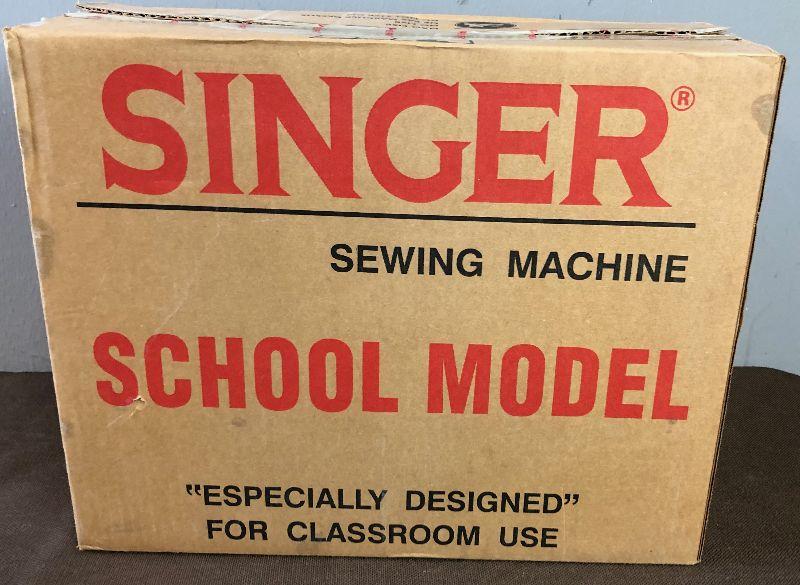 SINGER®
SEWING MACHINE
SCHOOL MODEL
"ESPECIALLY DESIGNED"
FOR CLASSROOM USE